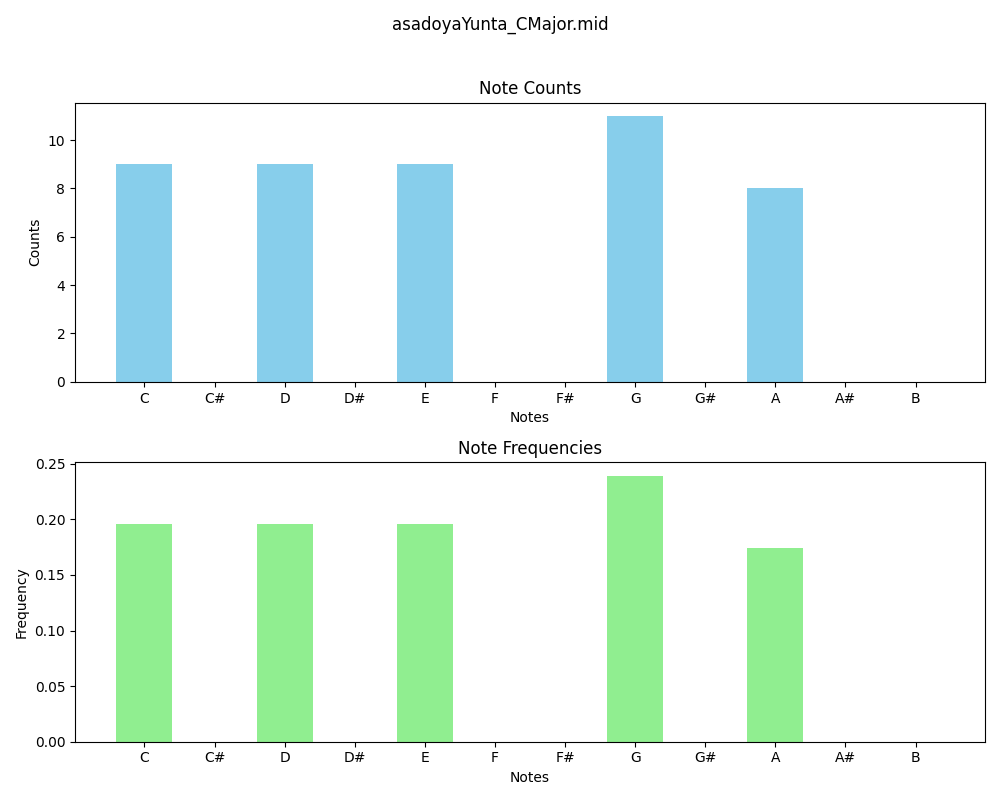 asadoyaYunta_CMajor.mid
Note Counts
Counts
10
8
6
4
2
0
C C# D D# E F F# G G# A A# B
Notes
Note Frequencies
Frequency
0.25
0.20
0.15
0.10
0.05
0.00
C C# D D# E F F# G G# A A# B
Notes